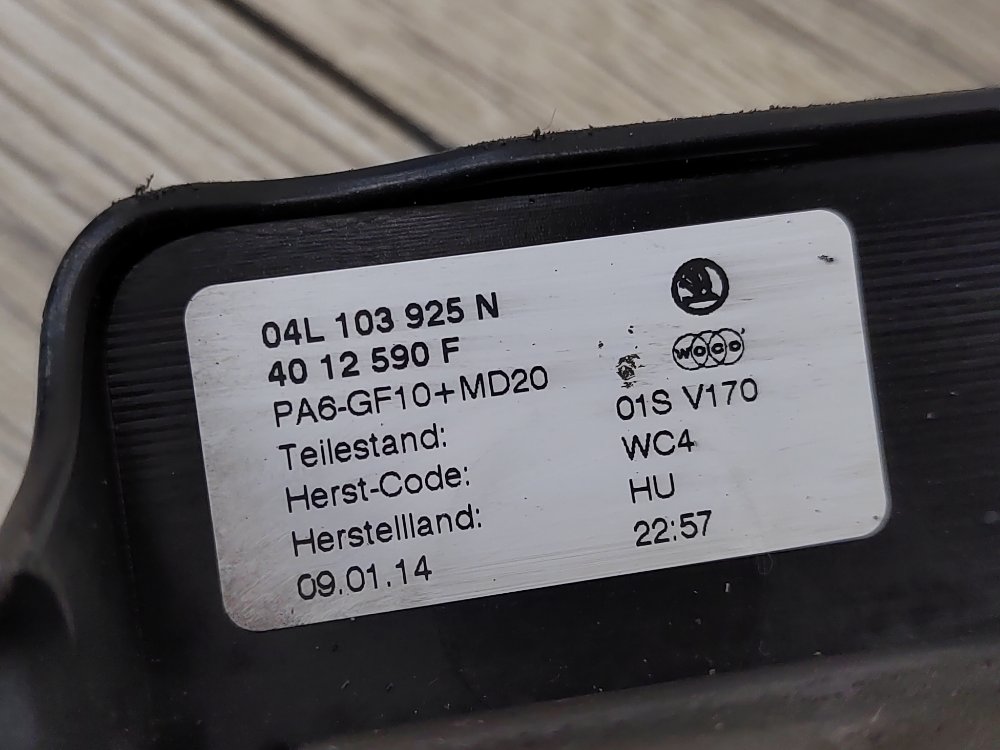 04L 103 925 N
40 12 590 F
woco
PA6-GF10+MD20
Teilestand: 01S V170
Herst-Code: WC4
Herstellland: HU
09.01.14 22:57